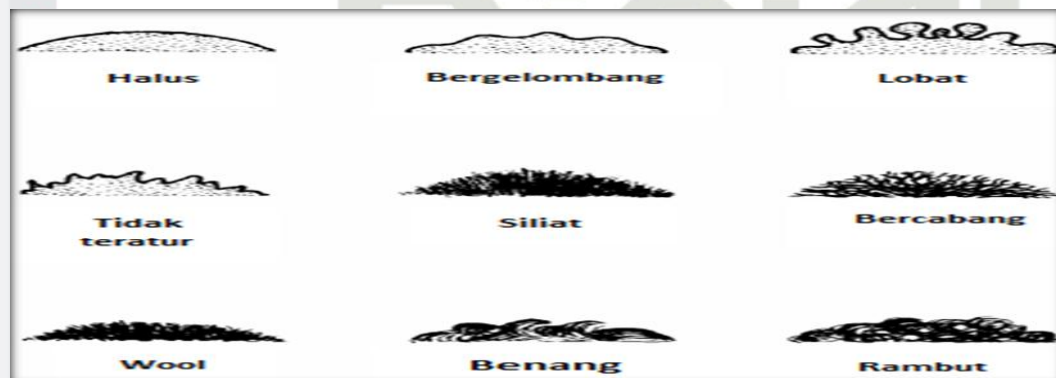 Halus
Bergelombang
Lobat
Tidak
teratur
Siliat
Bercabang
Wool
Benang
Rambut